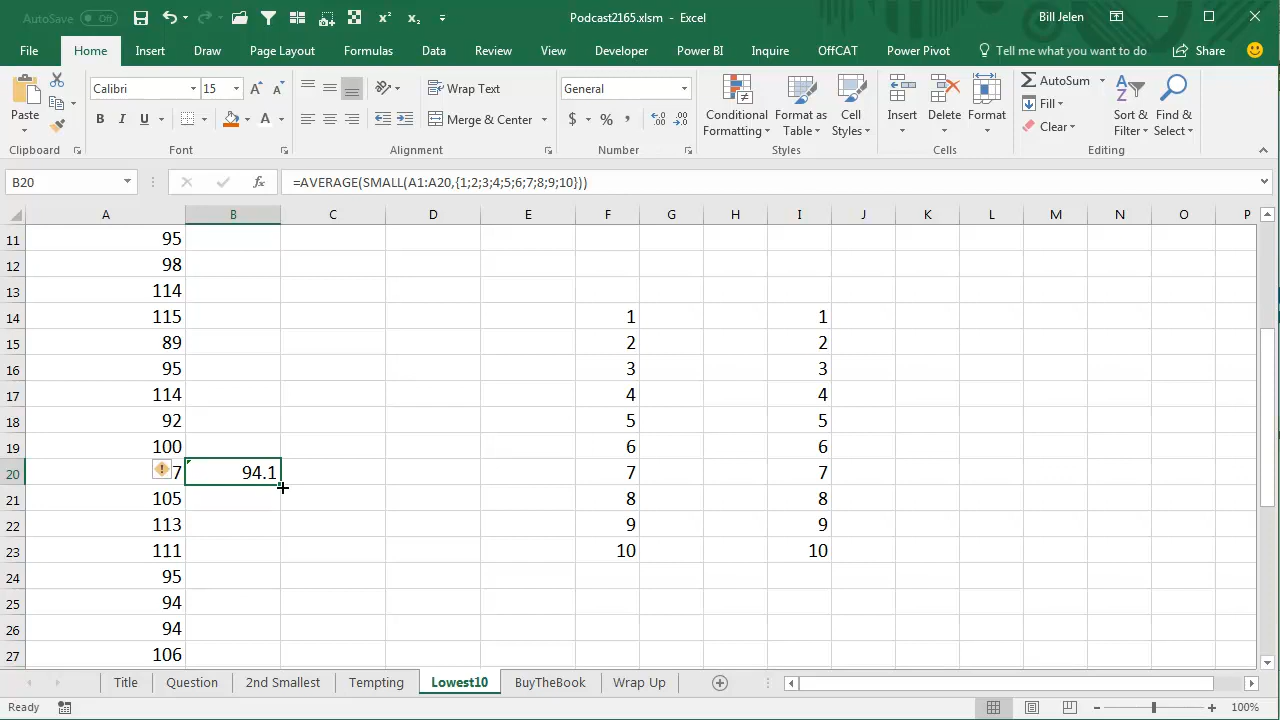 AutoSave Off Podcast2165.xlsm - Excel Bill Jelen
File Home Insert Draw Page Layout Formulas Data Review View Developer Power BI Inquire OffCAT Power Pivot Tell me what you want to do Share
Calibri 15 Wrap Text General AutoSum
Paste B I U Merge & Center $ % , Conditional Formatting Format as Table Cell Styles Insert Delete Format Fill Clear Sort & Filter Find & Select
Clipboard Font Alignment Number Styles Cells Editing
B20 fx =AVERAGE(SMALL(A1:A20,{1;2;3;4;5;6;7;8;9;10}))
A B C D E F G H I J K L M N O P
11 95
12 98
13 114
14 115 1 1
15 89 2 2
16 95 3 3
17 114 4 4
18 92 5 5
19 100 6 6
20 7 94.1 7 7
21 105 8 8
22 113 9 9
23 111 10 10
24 95
25 94
26 94
27 106
Title Question 2nd Smallest Tempting Lowest10 BuyTheBook Wrap Up
Ready 100%